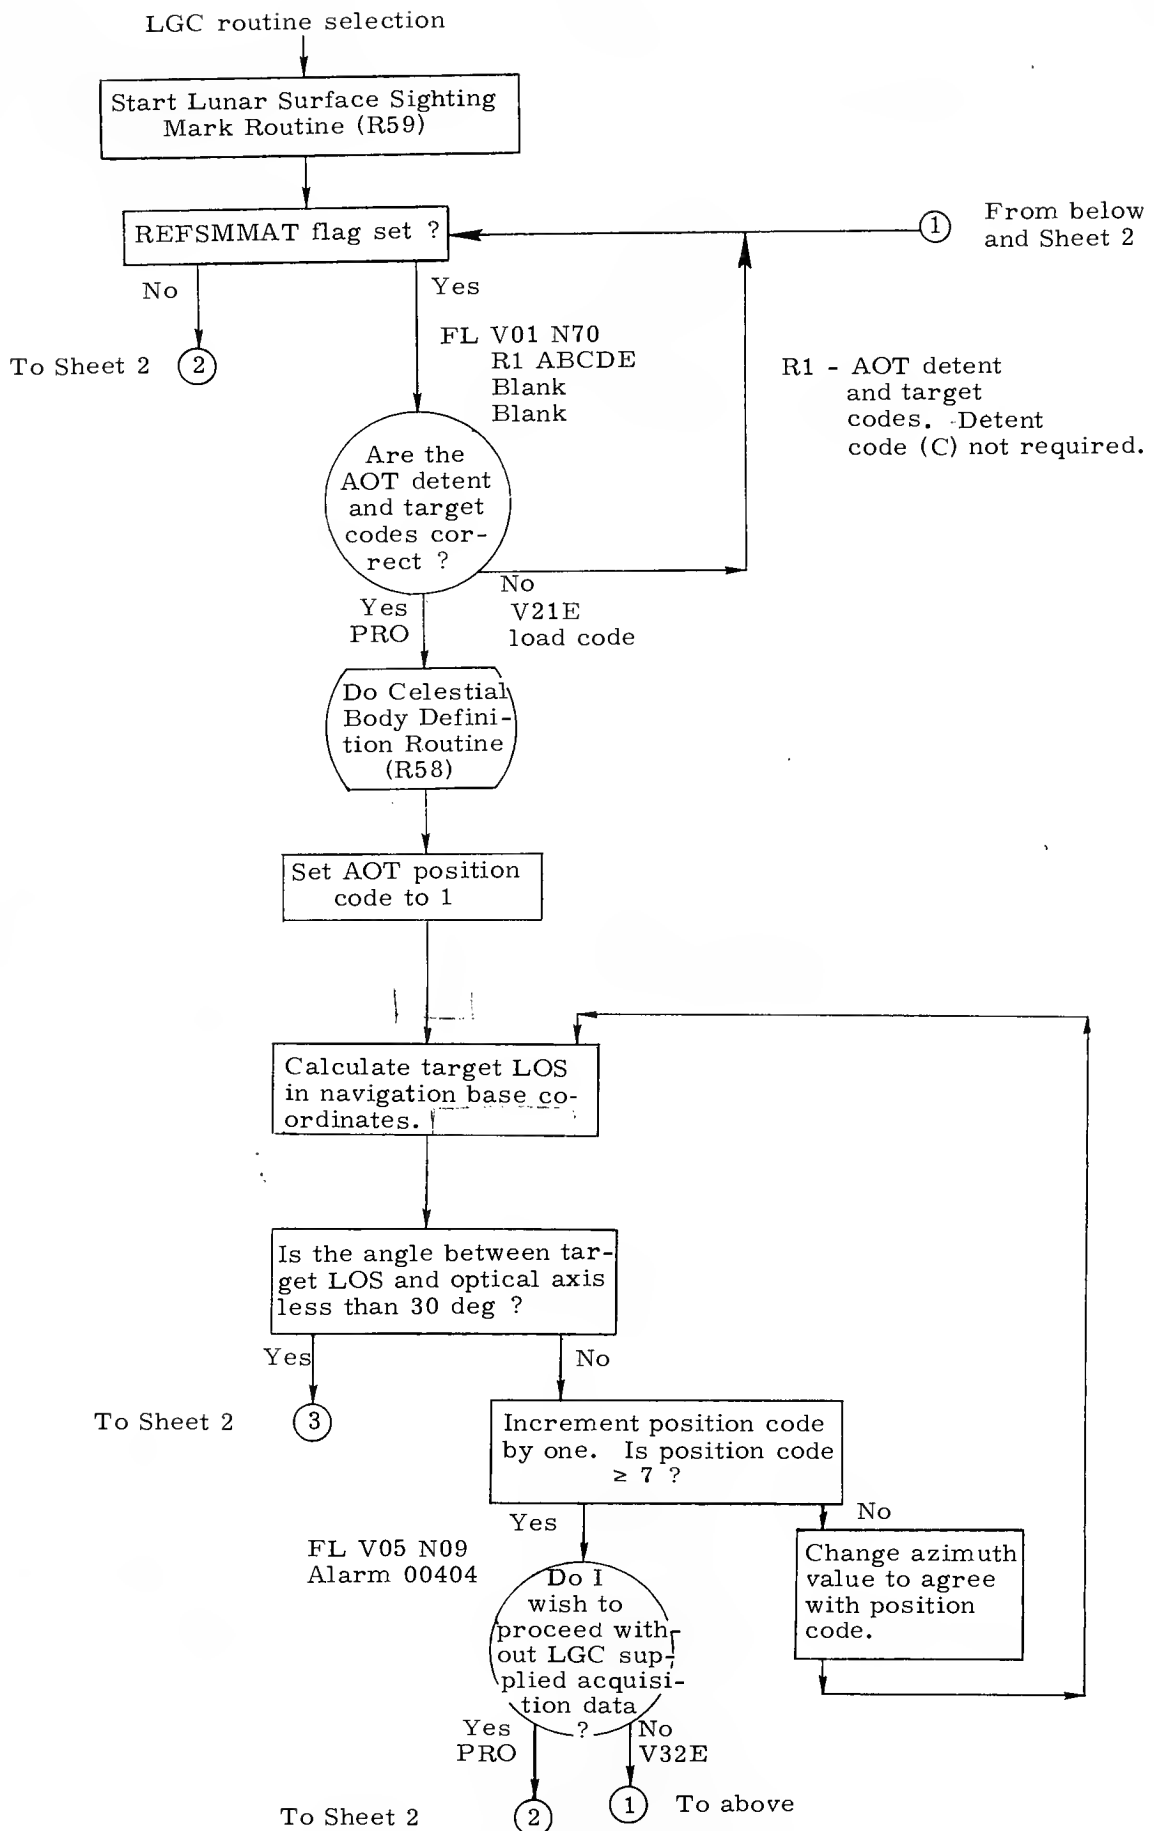 LGC routine selection
Start Lunar Surface Sighting
Mark Routine (R59)
REFSMMAT flag set ?
1
From below
and Sheet 2
No
Yes
To Sheet 2
2
FL V01 N70
R1 ABCDE
Blank
Blank
R1 - AOT detent
and target
codes. Detent
code (C) not required.
Are the
AOT detent
and target
codes cor-
rect ?
No
V21E
load code
Yes
PRO
Do Celestial
Body Defini-
tion Routine
(R58)
Set AOT position
code to 1
Calculate target LOS
in navigation base co-
ordinates.
Is the angle between tar-
get LOS and optical axis
less than 30 deg ?
Yes
No
To Sheet 2
3
Increment position code
by one. Is position code
≥ 7 ?
Yes
No
FL V05 N09
Alarm 00404
Change azimuth
value to agree
with position
code.
Do I
wish to
proceed with-
out LGC sup-
plied acquisi-
tion data
?
Yes
PRO
No
V32E
To Sheet 2
2
1
To above